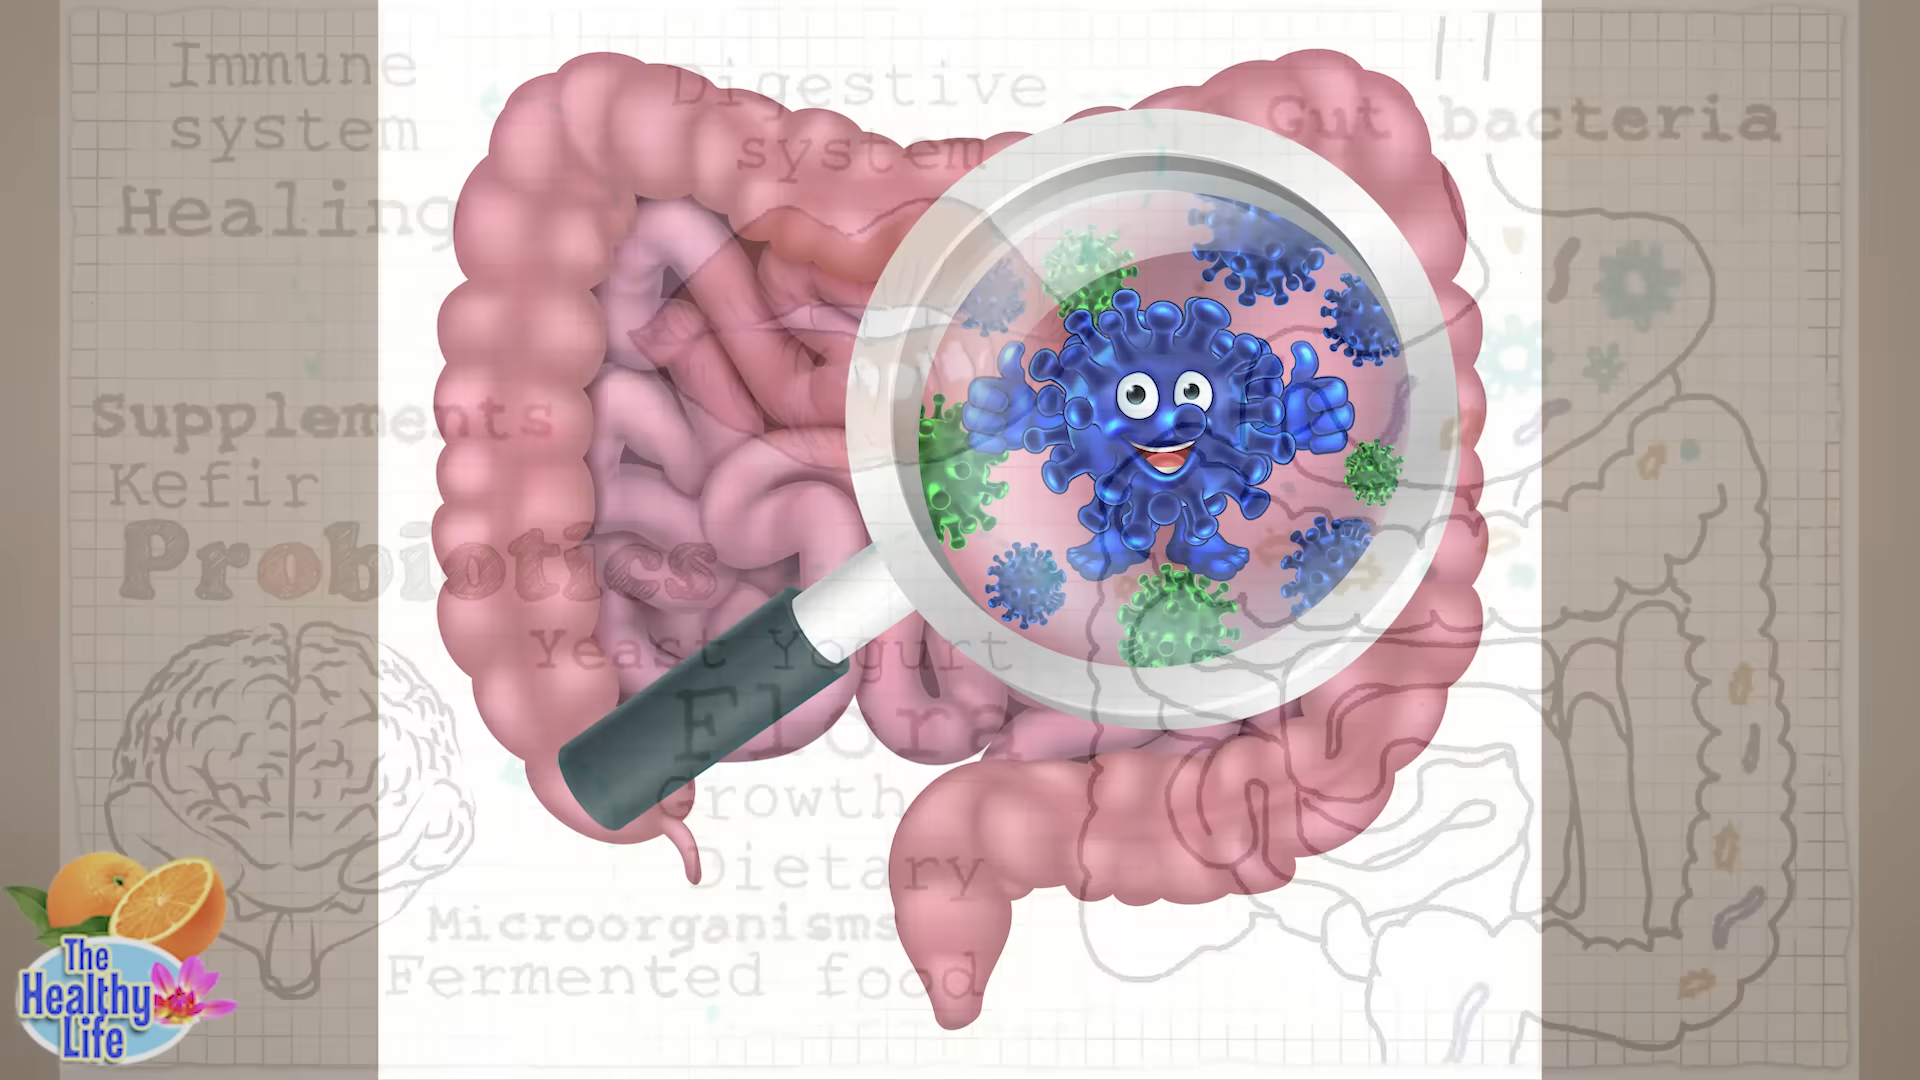 Immune
system
Healing
Digestive
system
Gut bacteria
Supplements
Kefir
Probiotics
Yeast Yogurt
Flora
Growth
Dietary
Microorganisms
Fermented food
The
Healthy
Life